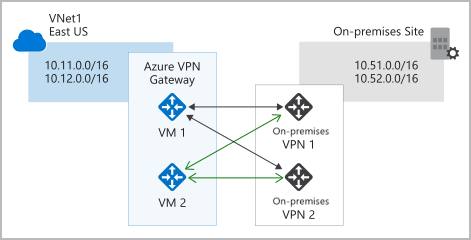 VNet1
East US
10.11.0.0/16
10.12.0.0/16
Azure VPN
Gateway
VM 1
VM 2
On-premises Site
10.51.0.0/16
10.52.0.0/16
On-premises
VPN 1
On-premises
VPN 2